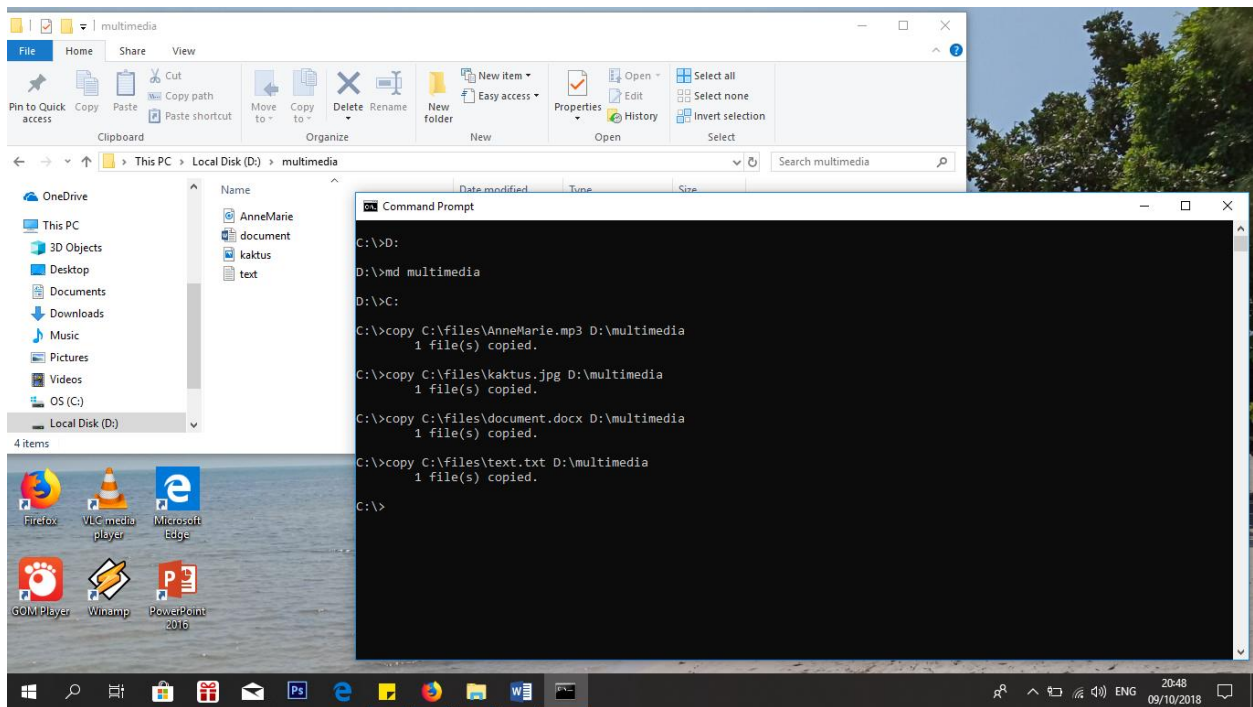 multimedia
File Home Share View
Pin to Quick access
Copy
Paste
Cut
Copy path
Paste shortcut
Clipboard
Move to
Copy to
Delete
Rename
Organize
New folder
New item
Easy access
New
Properties
Open
Edit
History
Open
Select all
Select none
Invert selection
Select
This PC > Local Disk (D:) > multimedia
Search multimedia
OneDrive
This PC
3D Objects
Desktop
Documents
Downloads
Music
Pictures
Videos
OS (C:)
Local Disk (D:)
4 items
Name Date modified Type Size
AnneMarie
document
kaktus
text
Command Prompt
C:\>D:
D:\>md multimedia
D:\>C:
C:\>copy C:\files\AnneMarie.mp3 D:\multimedia
1 file(s) copied.
C:\>copy C:\files\kaktus.jpg D:\multimedia
1 file(s) copied.
C:\>copy C:\files\document.docx D:\multimedia
1 file(s) copied.
C:\>copy C:\files\text.txt D:\multimedia
1 file(s) copied.
C:\>
Firefox
VLC media player
Microsoft Edge
GOM Player
Winamp
PowerPoint 2016
Ps
ENG
20:48
09/10/2018